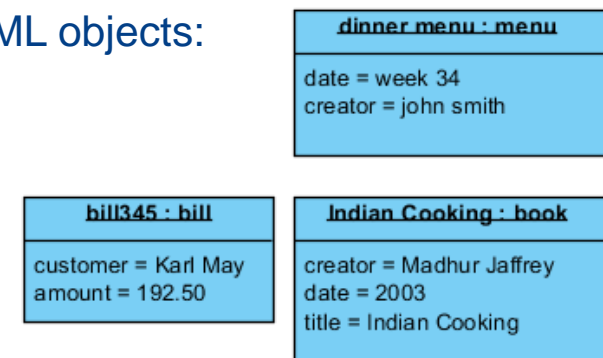 ML objects:
dinner menu : menu
date = week 34
creator = john smith
bill345 : bill
customer = Karl May
amount = 192.50
Indian Cooking : book
creator = Madhur Jaffrey
date = 2003
title = Indian Cooking